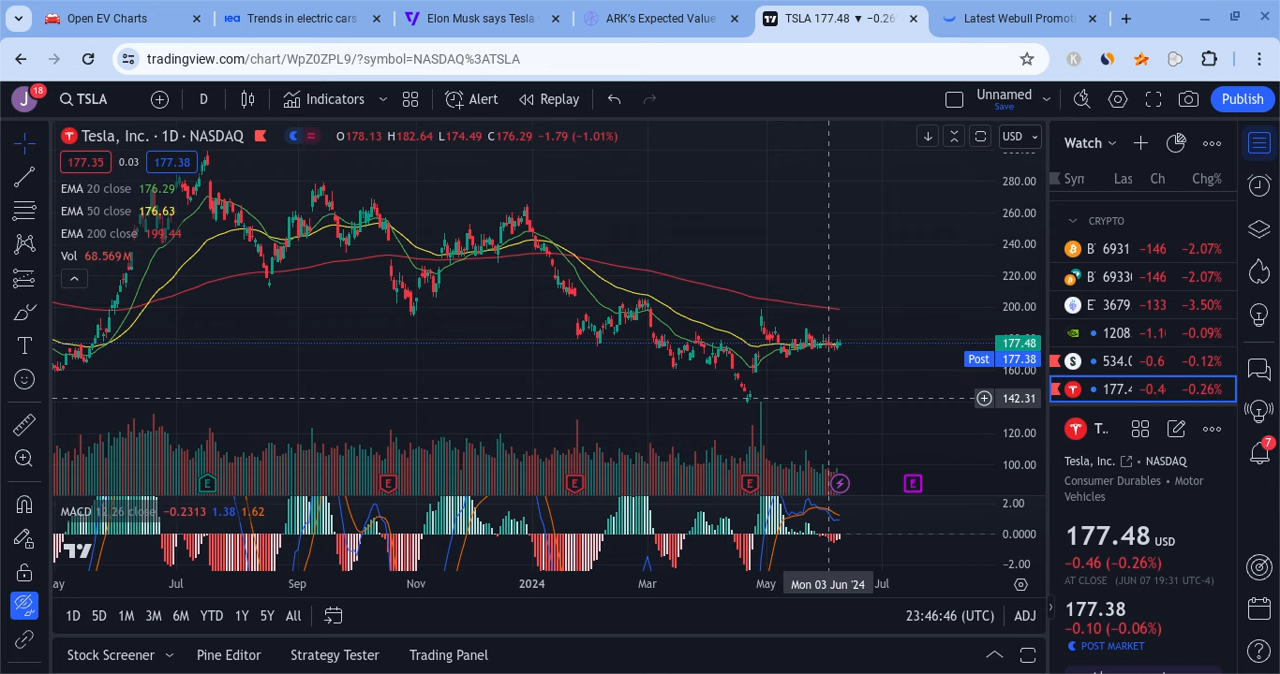 Open EV Charts
Trends in electric cars
Elon Musk says Tesla
ARK's Expected Value
TSLA 177.48 ▼ −0.26
Latest Webull Promoti
tradingview.com/chart/WpZ0ZPL9/?symbol=NASDAQ%3ATSLA
J 18
TSLA
D
Indicators
Alert
Replay
Unnamed
Save
Publish
Tesla, Inc. · 1D · NASDAQ
O178.13 H182.64 L174.49 C176.29 −1.79 (−1.01%)
USD
177.35 0.03 177.38
EMA 20 close 176.29
EMA 50 close 176.63
EMA 200 close 199.44
Vol 68.569M
280.00
260.00
240.00
220.00
200.00
177.48
Post 177.38
160.00
142.31
120.00
100.00
E E E E E
MACD 12 26 close −0.2313 1.38 1.62
2.00
0.0000
−2.00
ay Jul Sep Nov 2024 Mar May Mon 03 Jun '24 Jul
1D 5D 1M 3M 6M YTD 1Y 5Y All
23:46:46 (UTC) ADJ
Stock Screener Pine Editor Strategy Tester Trading Panel
Watch
Syn Las Ch Chg%
CRYPTO
B 6931 −146 −2.07%
B 6933 −146 −2.07%
E 3679 −133 −3.50%
1208 −1.1 −0.09%
534.0 −0.6 −0.12%
177.4 −0.4 −0.26%
T..
Tesla, Inc. • NASDAQ
Consumer Durables • Motor
Vehicles
177.48 USD
−0.46 (−0.26%)
AT CLOSE (JUN 07 19:31 UTC-4)
177.38
−0.10 (−0.06%)
POST MARKET
7